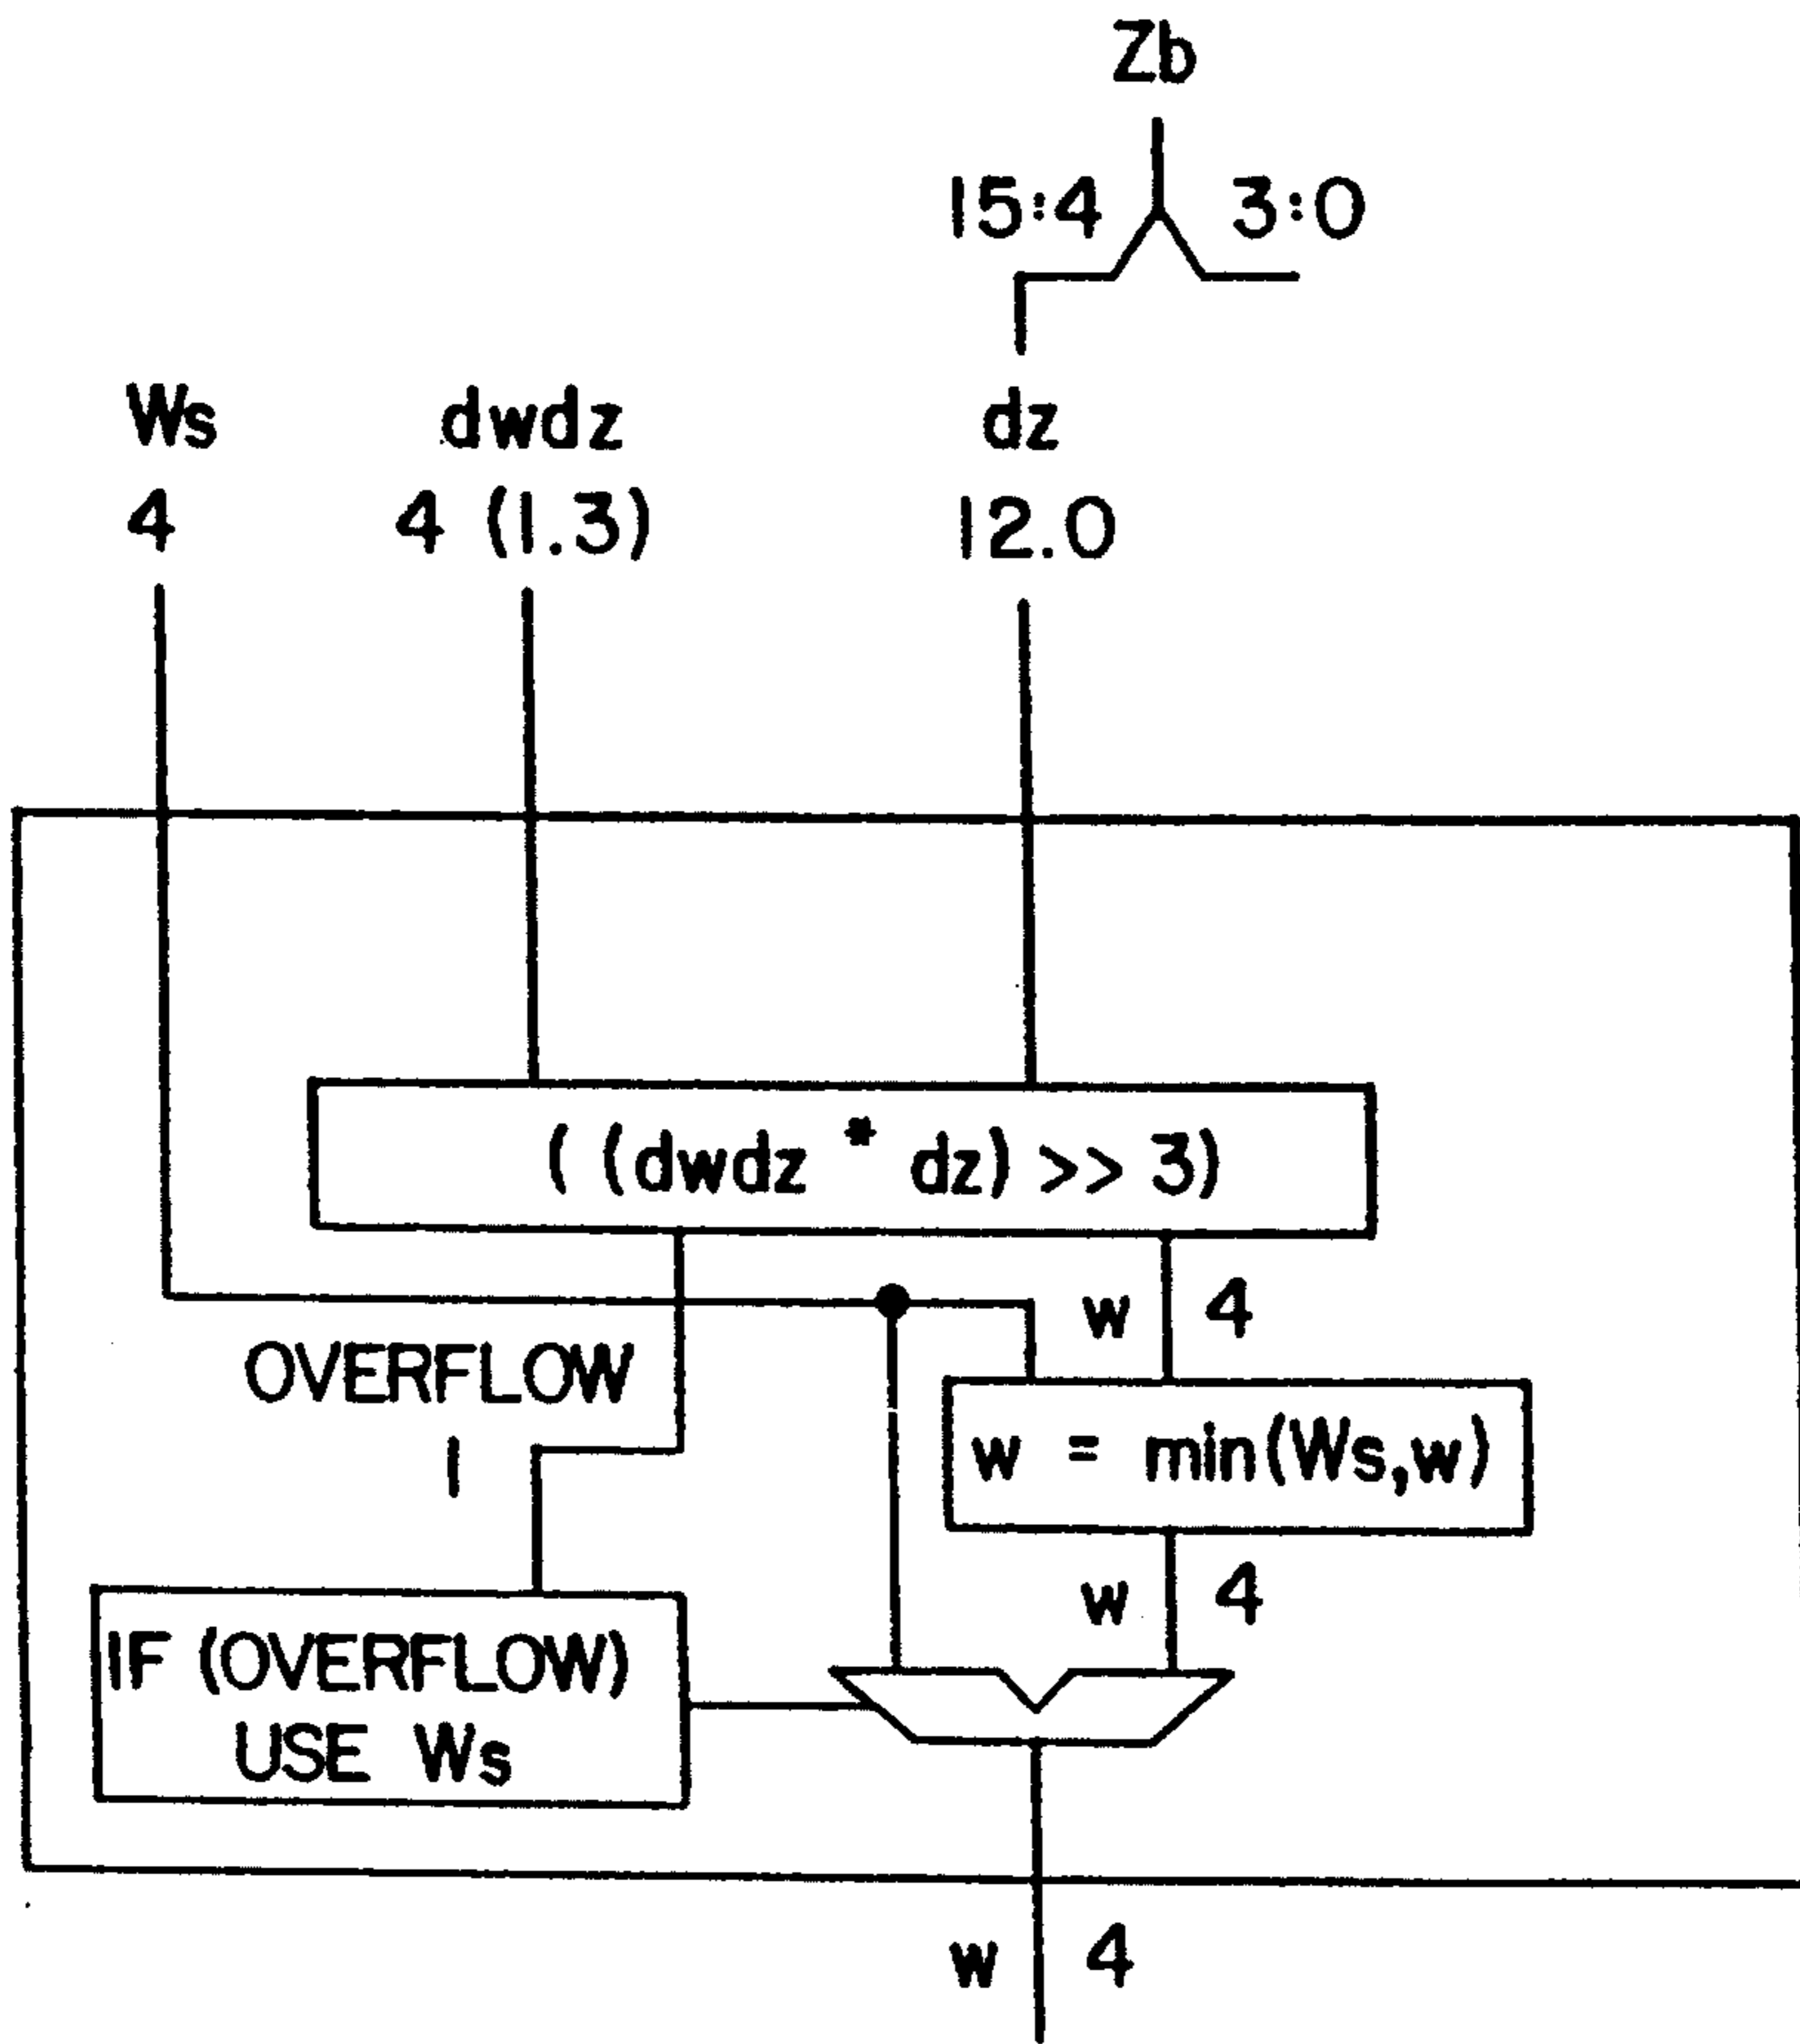 Zb
15:4 3:0
Ws dwdz dz
4 4 (1.3) 12.0
( (dwdz * dz) >> 3)
w 4
OVERFLOW
1
w = min(Ws,w)
w 4
IF (OVERFLOW)
USE Ws
w 4